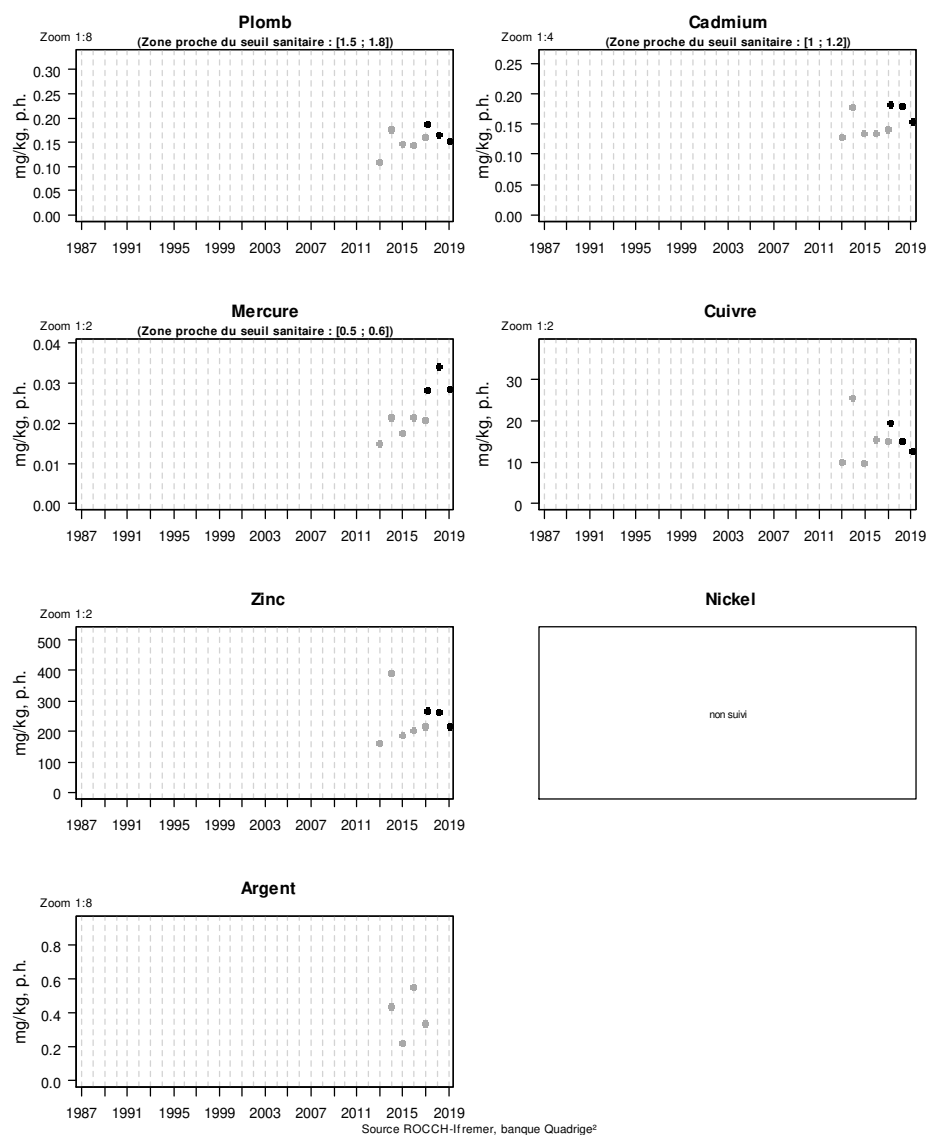 Plomb
Zoom 1:8
(Zone proche du seuil sanitaire : [1.5 ; 1.8])
mg/kg, p.h.
0.30
0.25
0.20
0.15
0.10
0.05
0.00
1987 1991 1995 1999 2003 2007 2011 2015 2019
Cadmium
Zoom 1:4
(Zone proche du seuil sanitaire : [1 ; 1.2])
mg/kg, p.h.
0.25
0.20
0.15
0.10
0.05
0.00
1987 1991 1995 1999 2003 2007 2011 2015 2019
Mercure
Zoom 1:2
(Zone proche du seuil sanitaire : [0.5 ; 0.6])
mg/kg, p.h.
0.04
0.03
0.02
0.01
0.00
1987 1991 1995 1999 2003 2007 2011 2015 2019
Cuivre
Zoom 1:2
mg/kg, p.h.
30
20
10
0
1987 1991 1995 1999 2003 2007 2011 2015 2019
Zinc
Zoom 1:2
mg/kg, p.h.
500
400
300
200
100
0
1987 1991 1995 1999 2003 2007 2011 2015 2019
Nickel
non suivi
Argent
Zoom 1:8
mg/kg, p.h.
0.8
0.6
0.4
0.2
0.0
1987 1991 1995 1999 2003 2007 2011 2015 2019
Source ROCCH-Ifremer, banque Quadrige²